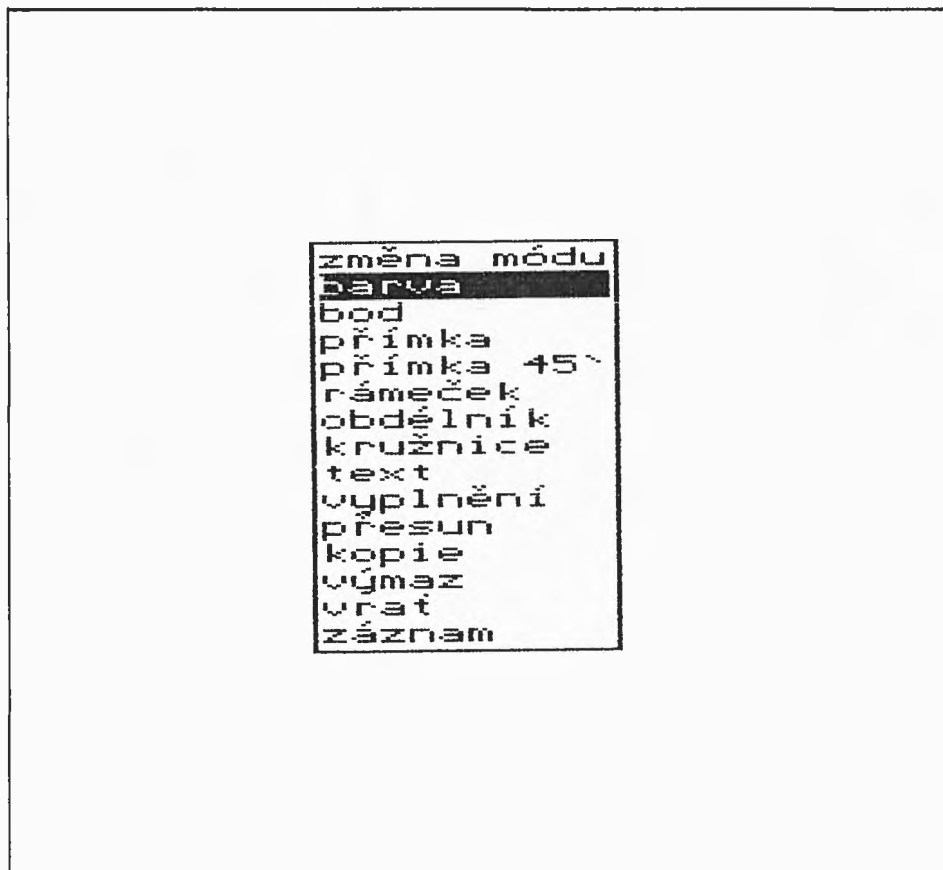 změna módu
barva
bod
přímka
přímka 45`
rámeček
obdélník
kružnice
text
vyplnění
přesun
kopie
výmaz
vrať
záznam